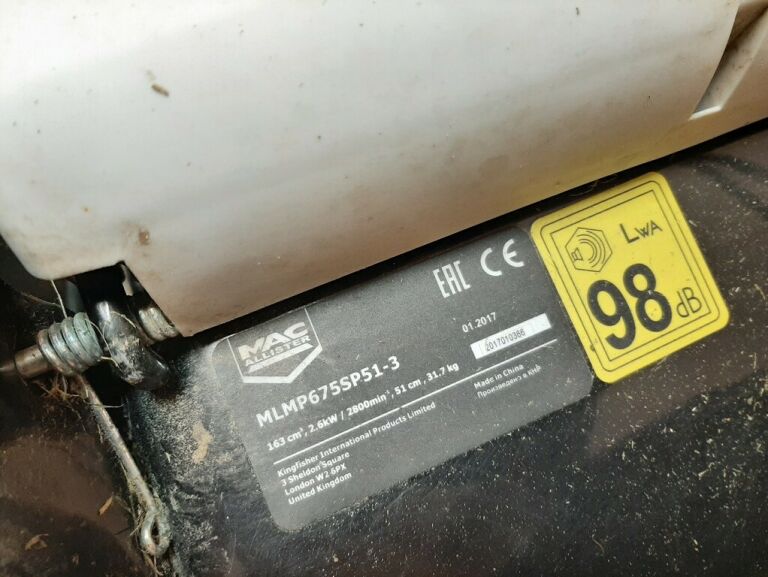 MAC
ALLISTER
EAC CE
MLMP675SP51-3
01.2017
2017010366
163 cm³, 2.6kW / 2800min⁻¹, 51 cm, 31.7 kg
Kingfisher International Products Limited
3 Sheldon Square
London W2 6PX
United Kingdom
Made in China
Произведено в КНР
LWA
98 dB